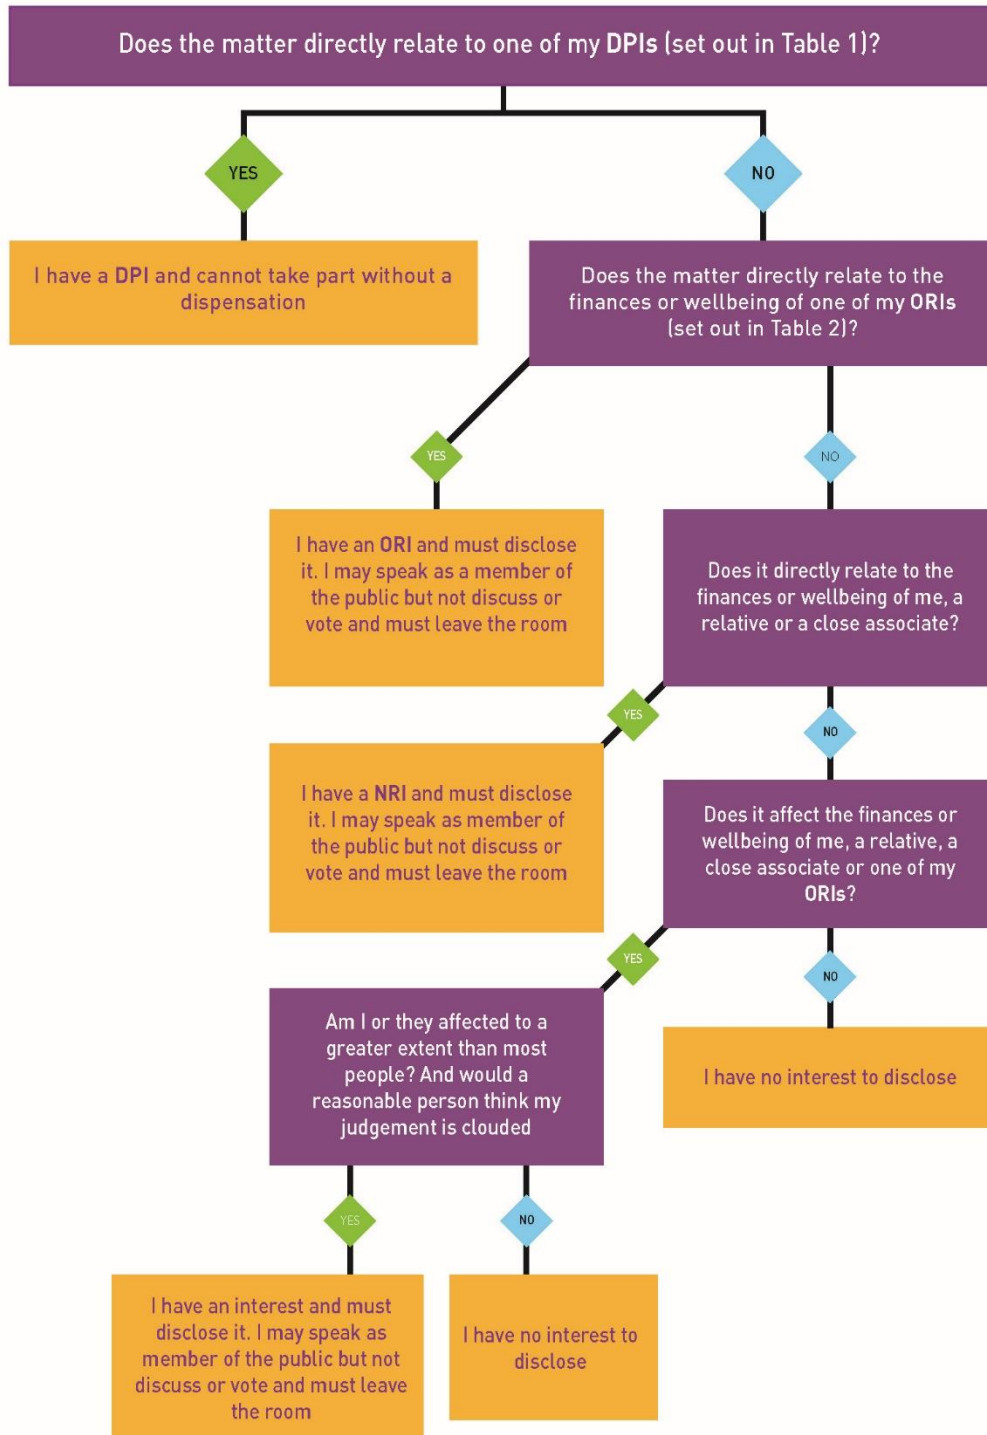 Does the matter directly relate to one of my DPIs (set out in Table 1)?
YES
NO
I have a DPI and cannot take part without a
dispensation
Does the matter directly relate to the
finances or wellbeing of one of my ORIs
(set out in Table 2)?
YES
NO
I have an ORI and must disclose
it. I may speak as a member of
the public but not discuss or
vote and must leave the room
Does it directly relate to the
finances or wellbeing of me, a
relative or a close associate?
YES
NO
I have a NRI and must disclose
it. I may speak as member of
the public but not discuss or
vote and must leave the room
Does it affect the finances or
wellbeing of me, a relative, a
close associate or one of my
ORIs?
YES
NO
Am I or they affected to a
greater extent than most
people? And would a
reasonable person think my
judgement is clouded
I have no interest to disclose
YES
NO
I have an interest and must
disclose it. I may speak as
member of the public but not
discuss or vote and must leave
the room
I have no interest to
disclose